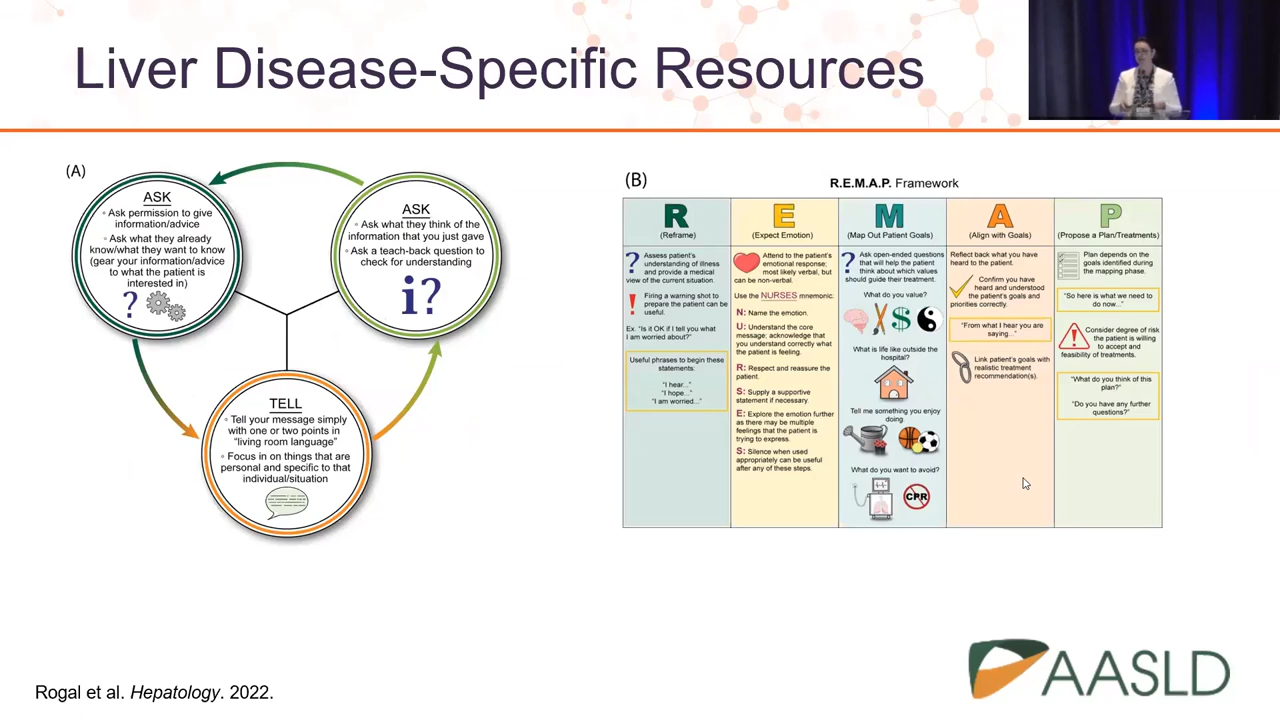 Liver Disease-Specific Resources
(A)
ASK
◦ Ask permission to give
information/advice
◦ Ask what they already
know/what they want to know
(gear your information/advice
to what the patient is
interested in)
?
ASK
◦ Ask what they think of the
information that you just gave
◦ Ask a teach-back question to
check for understanding
i?
TELL
◦ Tell your message simply
with one or two points in
“living room language”
◦ Focus in on things that are
personal and specific to that
individual/situation
(B)
R.E.M.A.P. Framework
R
(Reframe)
? Assess patient's
understanding of illness
and provide a medical
view of the current situation.
! Firing a warning shot to
prepare the patient can be
useful.
Ex. “Is it OK if I tell you what
I am worried about?”
Useful phrases to begin these
statements:
“I hear...”
“I hope...”
“I am worried...”
E
(Expect Emotion)
Attend to the patient's
emotional response;
most likely verbal, but
can be non-verbal.
Use the NURSES mnemonic:
N: Name the emotion.
U: Understand the core
message; acknowledge that
you understand correctly what
the patient is feeling.
R: Respect and reassure the
patient.
S: Supply a supportive
statement if necessary.
E: Explore the emotion further
as there may be multiple
feelings that the patient is
trying to express.
S: Silence when used
appropriately can be useful
after any of these steps.
M
(Map Out Patient Goals)
? Ask open-ended questions
that will help the patient
think about which values
should guide their treatment.
What do you value?
$
What is life like outside the
hospital?
Tell me something you enjoy
doing.
What do you want to avoid?
CPR
A
(Align with Goals)
Reflect back what you have
heard to the patient.
Confirm you have
heard and understood
the patient's goals and
priorities correctly.
“From what I hear you are
saying...”
Link patient's goals with
realistic treatment
recommendation(s).
P
(Propose a Plan/Treatments)
Plan depends on the
goals identified during
the mapping phase.
“So here is what we need to
do now...”
! Consider degree of risk
the patient is willing
to accept and
feasibility of treatments.
“What do you think of this
plan?”
“Do you have any further
questions?”
Rogal et al. Hepatology. 2022.
AASLD